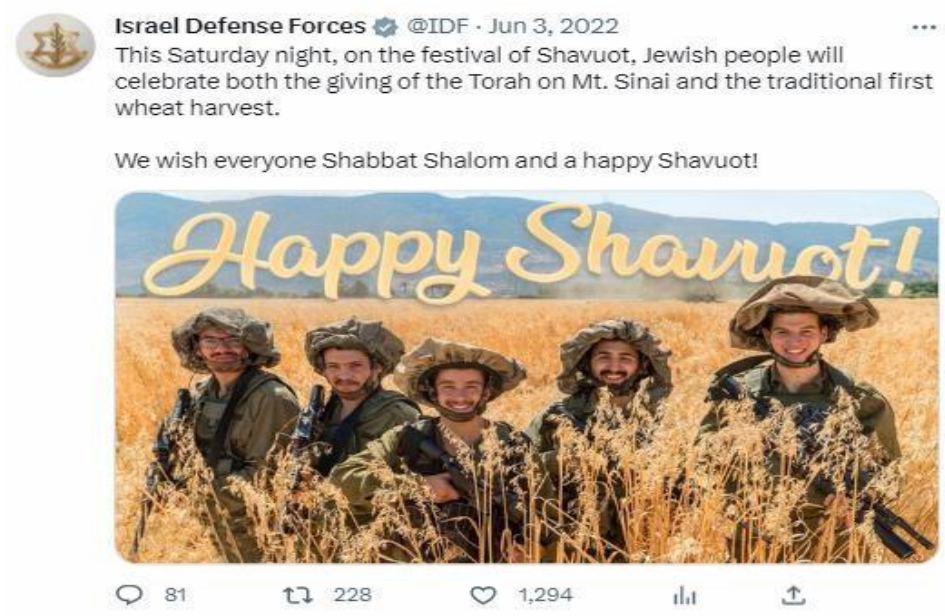 Israel Defense Forces @IDF · Jun 3, 2022
This Saturday night, on the festival of Shavuot, Jewish people will
celebrate both the giving of the Torah on Mt. Sinai and the traditional first
wheat harvest.
We wish everyone Shabbat Shalom and a happy Shavuot!
Happy Shavuot!
81 228 1,294